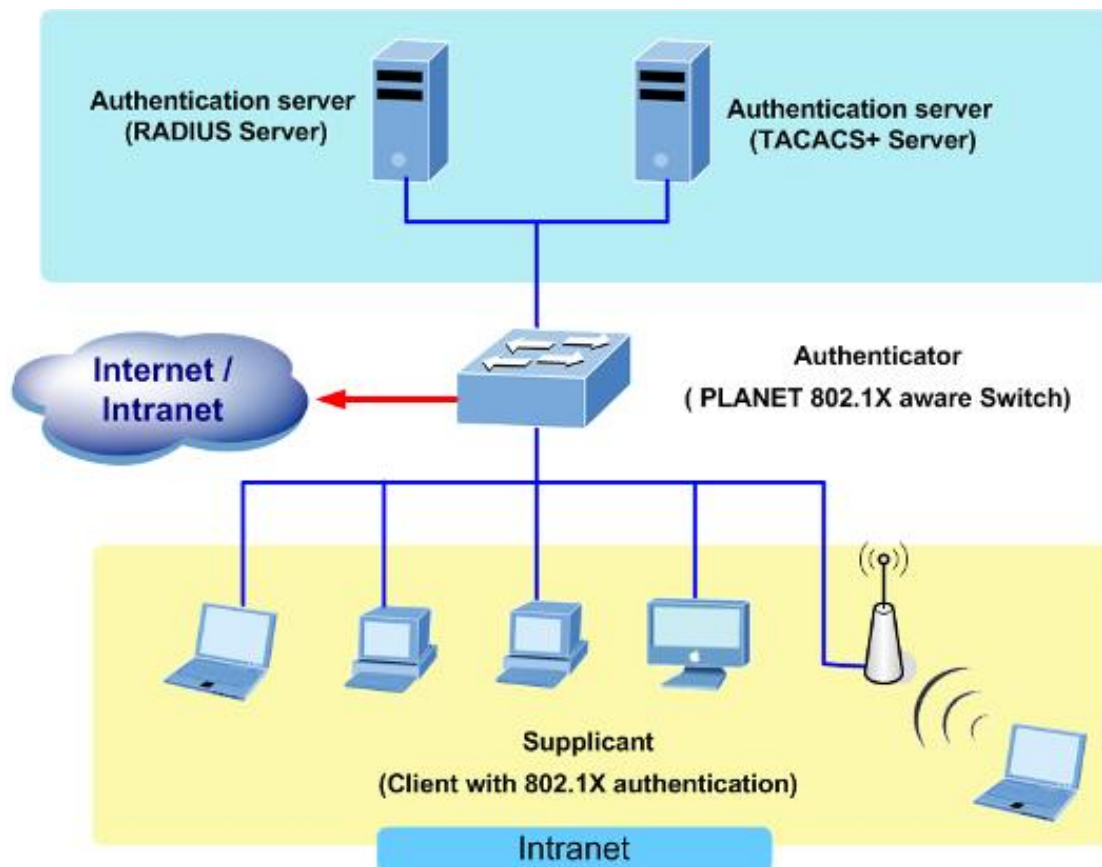 Authentication server
(RADIUS Server)
Authentication server
(TACACS+ Server)
Internet /
Intranet
Authenticator
( PLANET 802.1X aware Switch)
Supplicant
(Client with 802.1X authentication)
Intranet